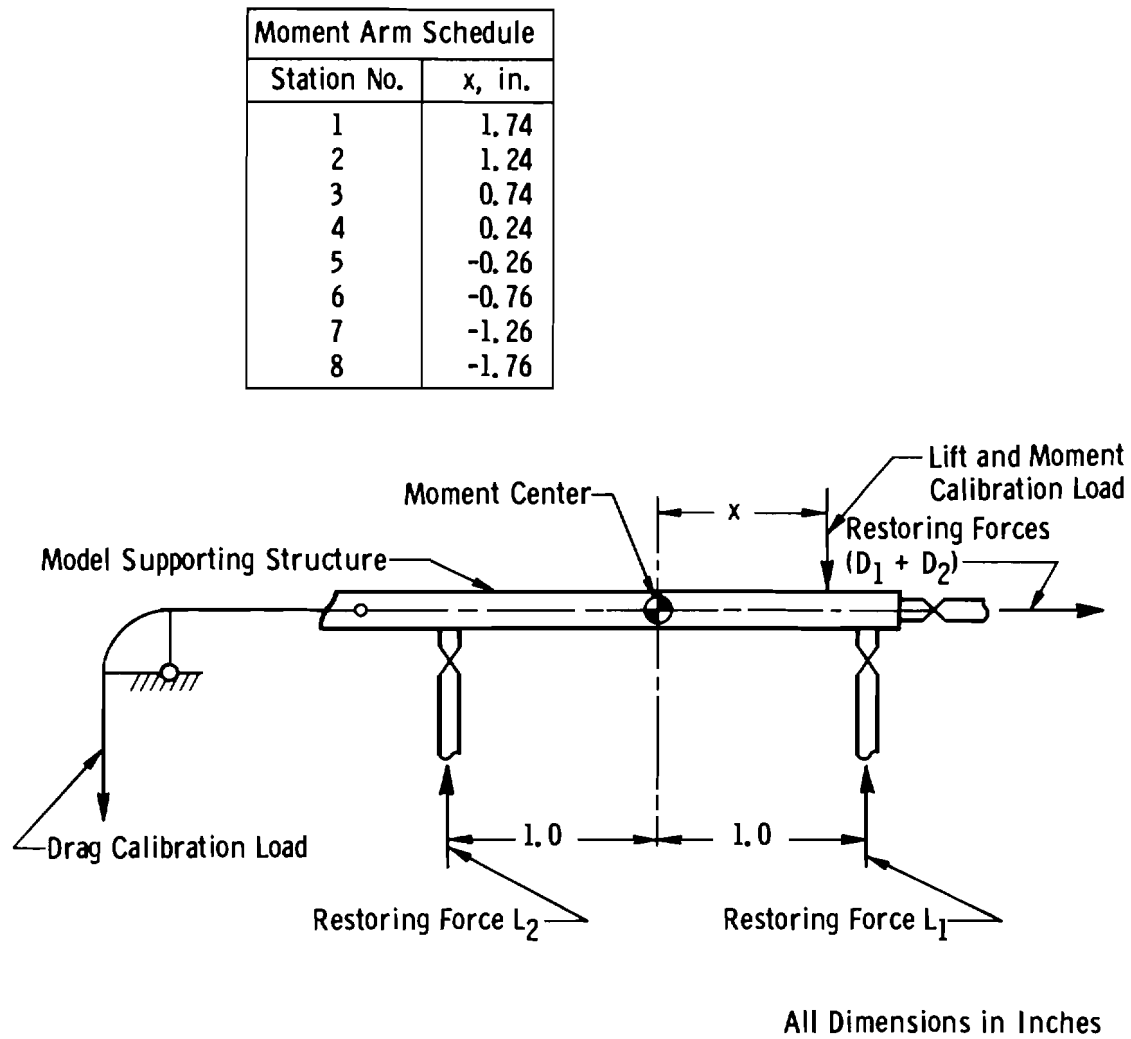 Moment Arm Schedule
Station No. x, in.
1 1.74
2 1.24
3 0.74
4 0.24
5 -0.26
6 -0.76
7 -1.26
8 -1.76
Lift and Moment
Calibration Load
Moment Center
x
Restoring Forces
(D1 + D2)
Model Supporting Structure
1.0 1.0
Drag Calibration Load
Restoring Force L2 Restoring Force L1
All Dimensions in Inches